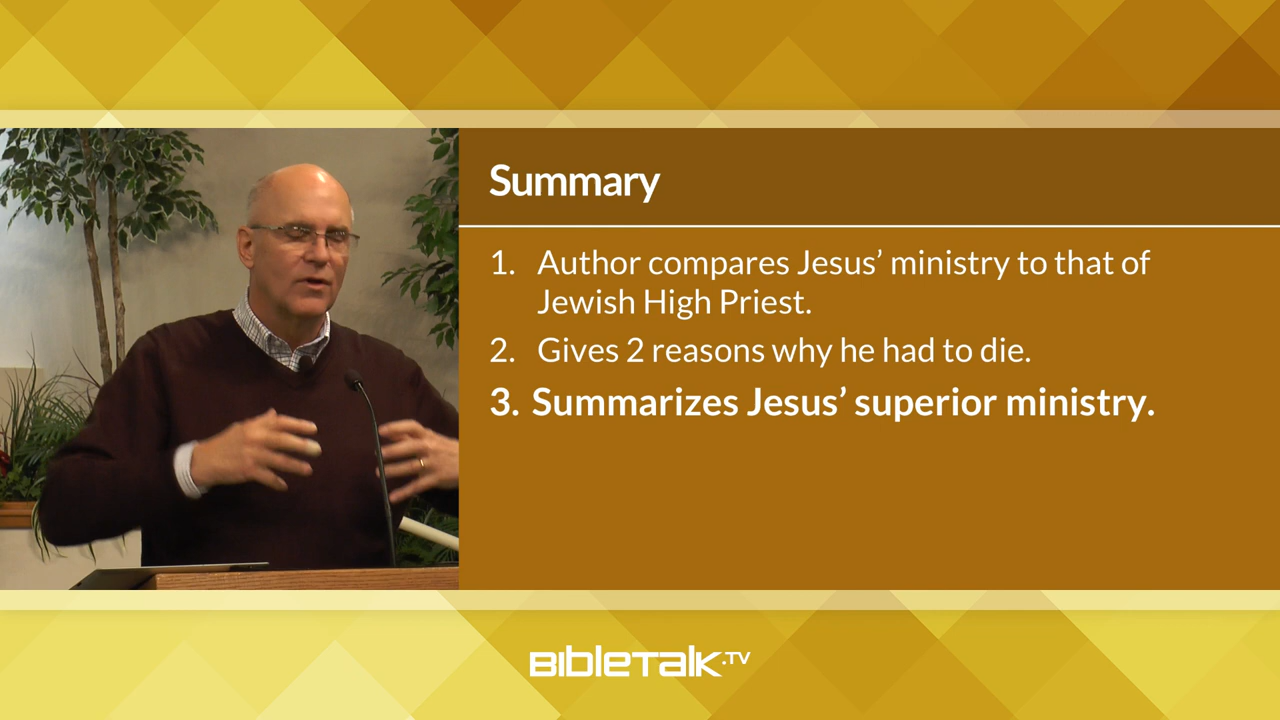 Summary
1. Author compares Jesus’ ministry to that of
Jewish High Priest.
2. Gives 2 reasons why he had to die.
3. Summarizes Jesus’ superior ministry.
BIBLETALK.TV